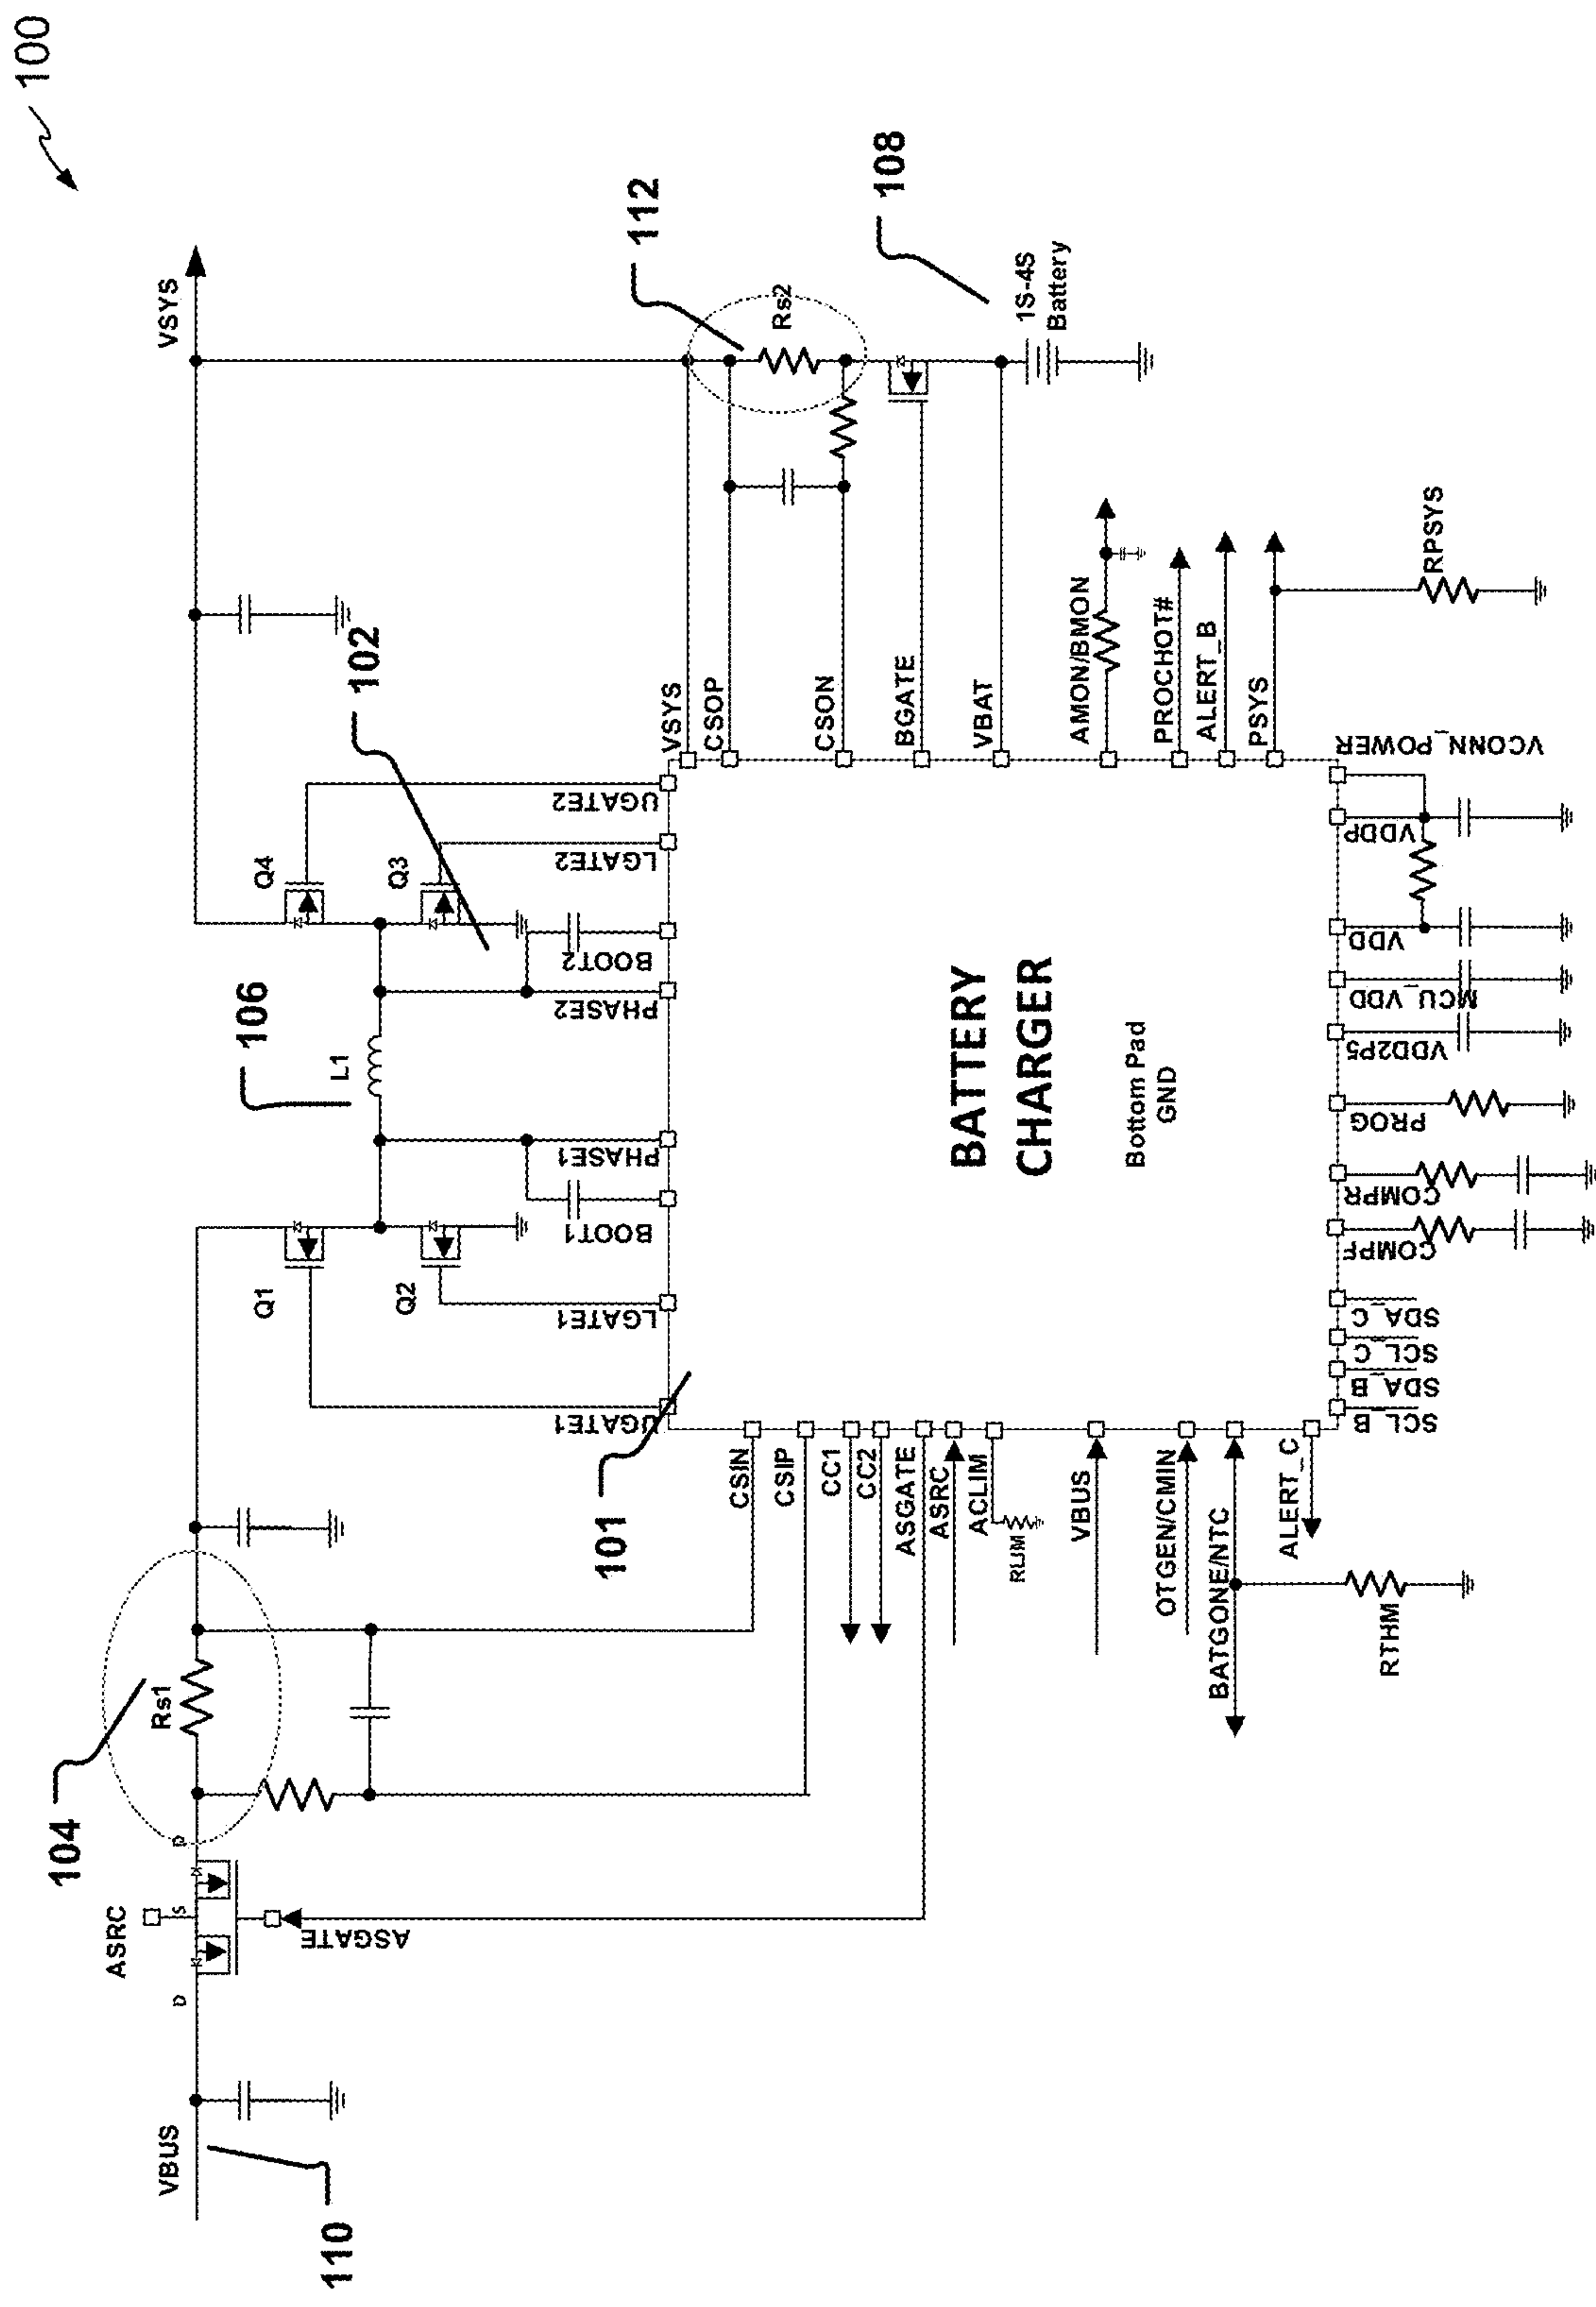 100
VBUS
110
ASRC
D
S
D
ASGATE
104
Rs1
Q1
Q2
106
L1
Q4
Q3
102
VSYS
112
Rs2
108
1S-4S
Battery
101
UGATE1
LGATE1
BOOT1
PHASE1
PHASE2
BOOT2
LGATE2
UGATE2
CSIN
CSIP
CC1
CC2
ASGATE
ASRC
ACLIM
RLIM
VBUS
OTGEN/CMIN
BATGONE/NTC
ALERT_C
RTHM
BATTERY
CHARGER
Bottom Pad
GND
VSYS
CSOP
CSON
BGATE
VBAT
AMON/BMON
PROCHOT#
ALERT_B
PSYS
RPSYS
SCL_B
SDA_B
SCL_C
SDA_C
COMPF
COMPR
PROG
VDD2P5
MCU_VDD
VDD
VDDP
VCONN_POWER